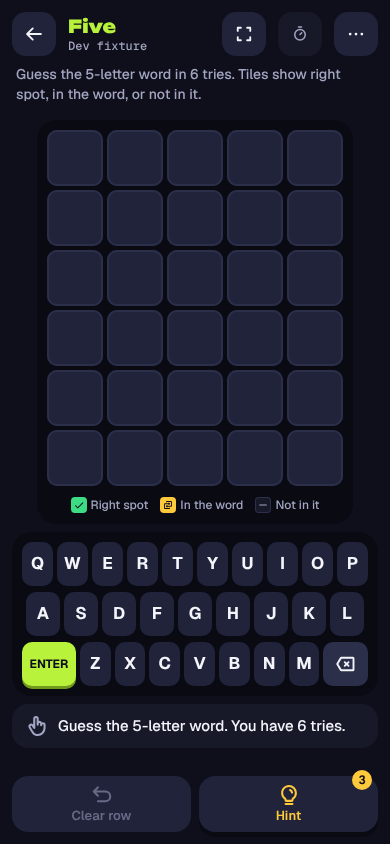 Five
Dev fixture
Guess the 5-letter word in 6 tries. Tiles show right
spot, in the word, or not in it.
Right spot In the word Not in it
Q W E R T Y U I O P
A S D F G H J K L
ENTER Z X C V B N M
Guess the 5-letter word. You have 6 tries.
3
Clear row Hint